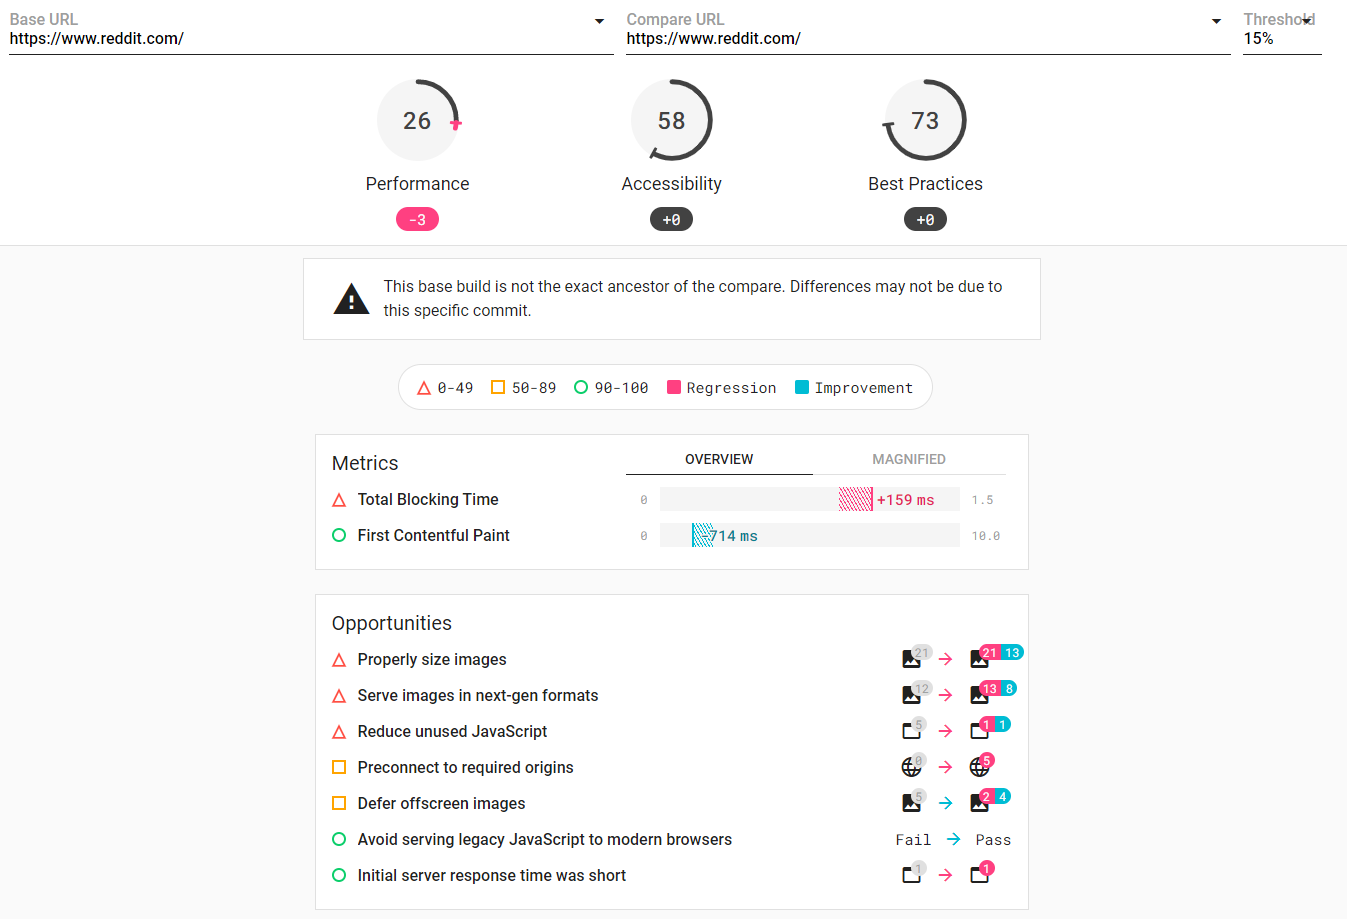 Base URL
https://www.reddit.com/
Compare URL
https://www.reddit.com/
Threshold
15%
26
Performance
-3
58
Accessibility
+0
73
Best Practices
+0
This base build is not the exact ancestor of the compare. Differences may not be due to
this specific commit.
0-49 50-89 90-100 Regression Improvement
Metrics
OVERVIEW MAGNIFIED
Total Blocking Time 0 +159 ms 1.5
First Contentful Paint 0 -714 ms 10.0
Opportunities
Properly size images 21 21 13
Serve images in next-gen formats 12 13 8
Reduce unused JavaScript 5 1 1
Preconnect to required origins 0 5
Defer offscreen images 5 2 4
Avoid serving legacy JavaScript to modern browsers Fail Pass
Initial server response time was short 1 1